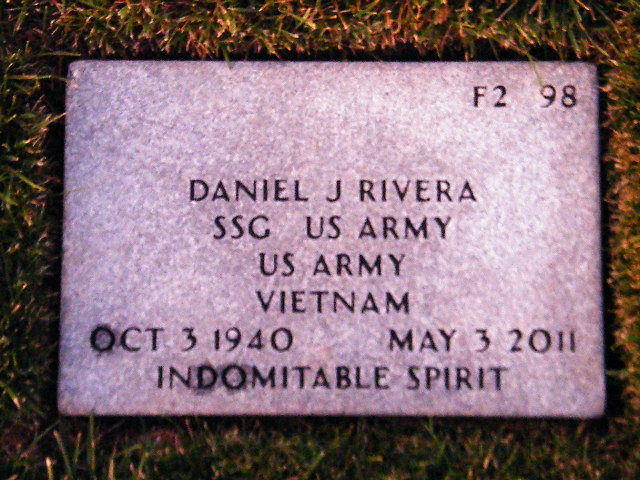 F2 98
DANIEL J RIVERA
SSG US ARMY
US ARMY
VIETNAM
OCT 3 1940 MAY 3 2011
INDOMITABLE SPIRIT